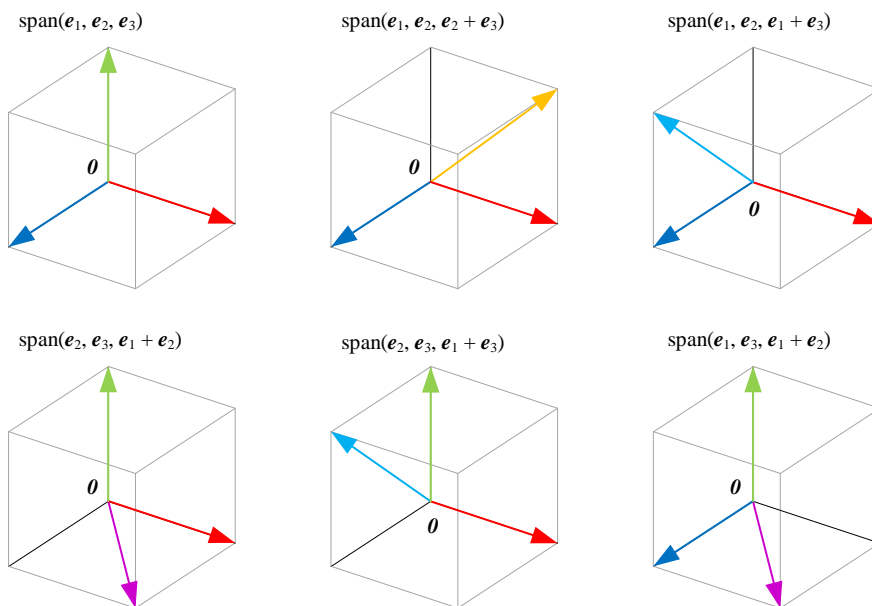 span(e₁, e₂, e₃)
span(e₁, e₂, e₂ + e₃)
span(e₁, e₂, e₁ + e₃)
0
0
0
span(e₂, e₃, e₁ + e₂)
span(e₂, e₃, e₁ + e₃)
span(e₁, e₃, e₁ + e₂)
0
0
0